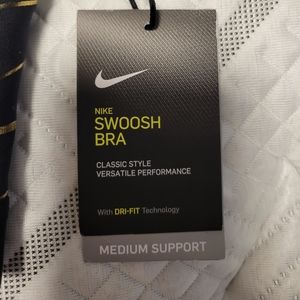 NIKE
SWOOSH
BRA
CLASSIC STYLE
VERSATILE PERFORMANCE
With DRI-FIT Technology
MEDIUM SUPPORT